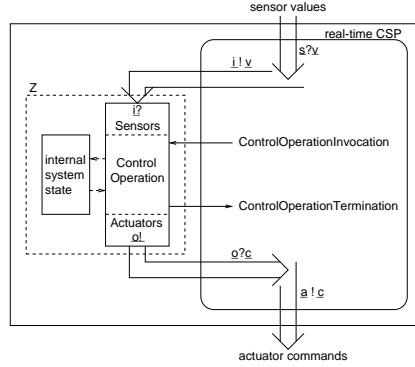 sensor values
real-time CSP
s?v
i ! v
Z
i?
Sensors
ControlOperationInvocation
internal
system
state
Control
Operation
ControlOperationTermination
Actuators
o!
o?c
a ! c
actuator commands